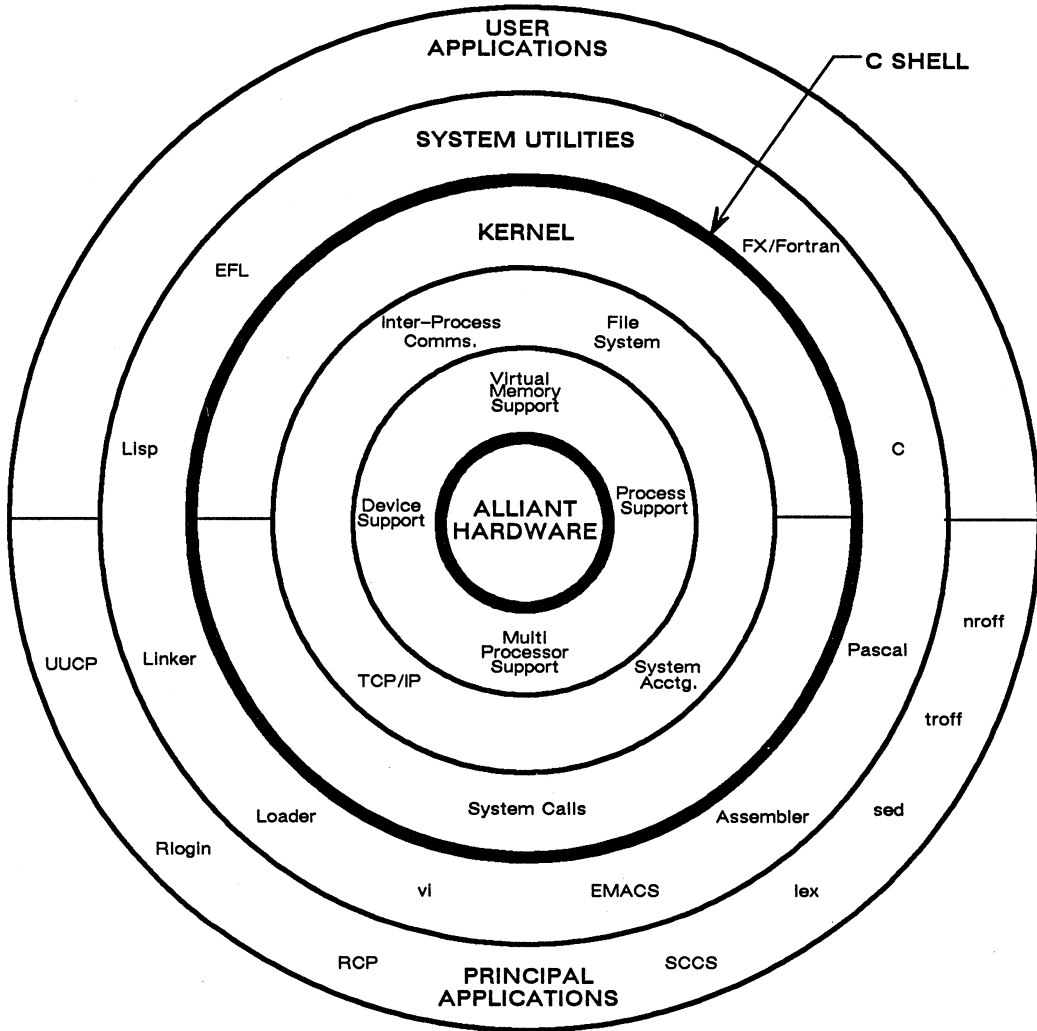 USER
APPLICATIONS
C SHELL
SYSTEM UTILITIES
KERNEL
FX/Fortran
EFL
Inter-Process
Comms.
File
System
Virtual
Memory
Support
Lisp
C
Device
Support
ALLIANT
HARDWARE
Process
Support
nroff
Multi
Processor
Support
UUCP
Linker
Pascal
TCP/IP
System
Acctg.
troff
System Calls
Loader
Assembler
sed
Rlogin
vi
EMACS
lex
RCP
SCCS
PRINCIPAL
APPLICATIONS